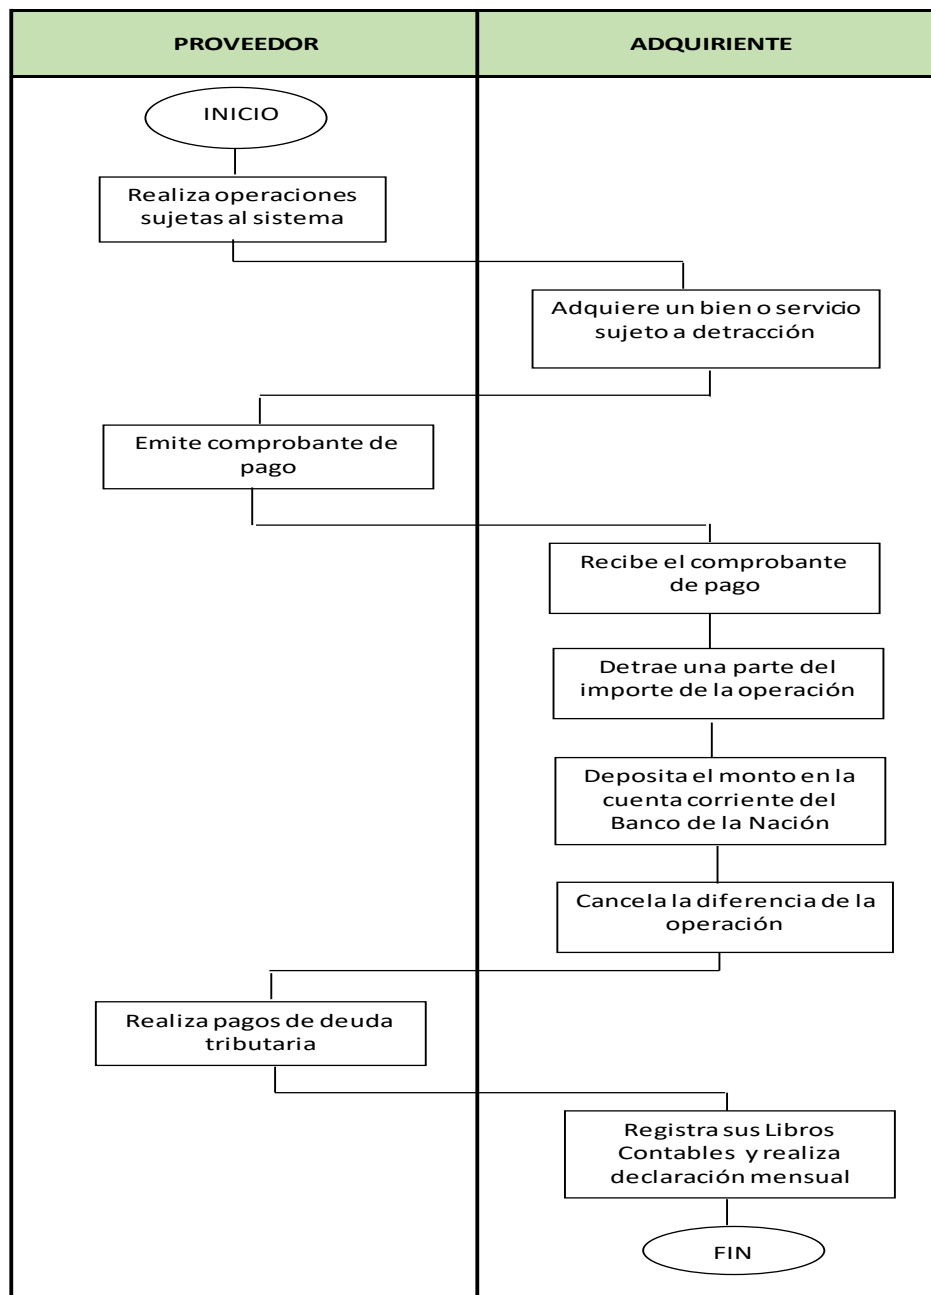 PROVEEDOR
ADQUIRIENTE
INICIO
Realiza operaciones
sujetas al sistema
Adquiere un bien o servicio
sujeto a detracción
Emite comprobante de
pago
Recibe el comprobante
de pago
Detrae una parte del
importe de la operación
Deposita el monto en la
cuenta corriente del
Banco de la Nación
Cancela la diferencia de la
operación
Realiza pagos de deuda
tributaria
Registra sus Libros
Contables y realiza
declaración mensual
FIN